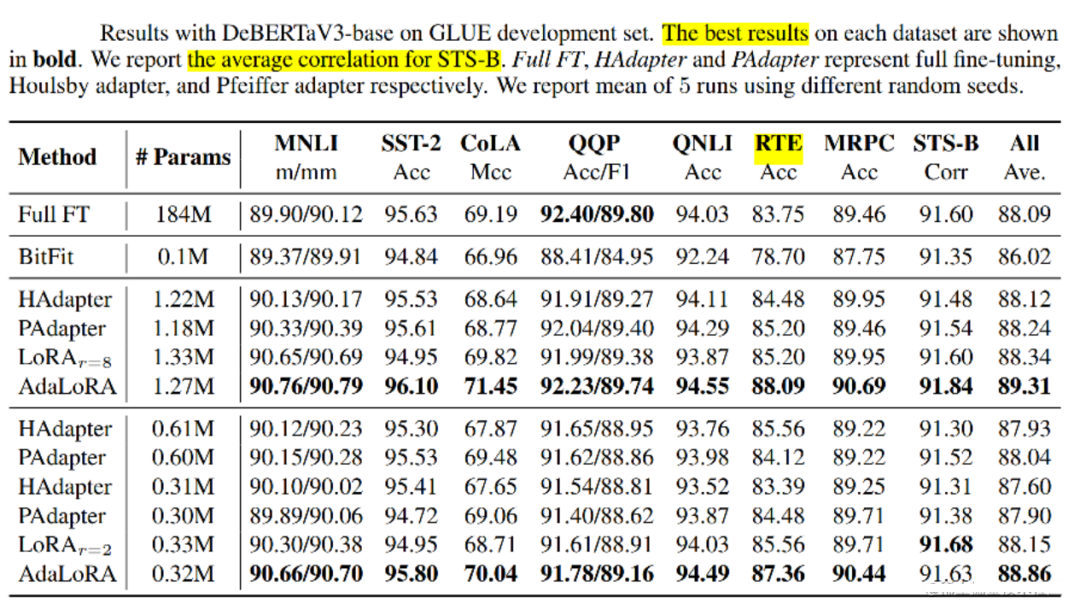 Results with DeBERTaV3-base on GLUE development set. The best results on each dataset are shown
in bold. We report the average correlation for STS-B. Full FT, HAdapter and PAdapter represent full fine-tuning,
Houlsby adapter, and Pfeiffer adapter respectively. We report mean of 5 runs using different random seeds.
Method # Params MNLI SST-2 CoLA QQP QNLI RTE MRPC STS-B All
m/mm Acc Mcc Acc/F1 Acc Acc Acc Corr Ave.
Full FT 184M 89.90/90.12 95.63 69.19 92.40/89.80 94.03 83.75 89.46 91.60 88.09
BitFit 0.1M 89.37/89.91 94.84 66.96 88.41/84.95 92.24 78.70 87.75 91.35 86.02
HAdapter 1.22M 90.13/90.17 95.53 68.64 91.91/89.27 94.11 84.48 89.95 91.48 88.12
PAdapter 1.18M 90.33/90.39 95.61 68.77 92.04/89.40 94.29 85.20 89.46 91.54 88.24
LoRAr=8 1.33M 90.65/90.69 94.95 69.82 91.99/89.38 93.87 85.20 89.95 91.60 88.34
AdaLoRA 1.27M 90.76/90.79 96.10 71.45 92.23/89.74 94.55 88.09 90.69 91.84 89.31
HAdapter 0.61M 90.12/90.23 95.30 67.87 91.65/88.95 93.76 85.56 89.22 91.30 87.93
PAdapter 0.60M 90.15/90.28 95.53 69.48 91.62/88.86 93.98 84.12 89.22 91.52 88.04
HAdapter 0.31M 90.10/90.02 95.41 67.65 91.54/88.81 93.52 83.39 89.25 91.31 87.60
PAdapter 0.30M 89.89/90.06 94.72 69.06 91.40/88.62 93.87 84.48 89.71 91.38 87.90
LoRAr=2 0.33M 90.30/90.38 94.95 68.71 91.61/88.91 94.03 85.56 89.71 91.68 88.15
AdaLoRA 0.32M 90.66/90.70 95.80 70.04 91.78/89.16 94.49 87.36 90.44 91.63 88.86